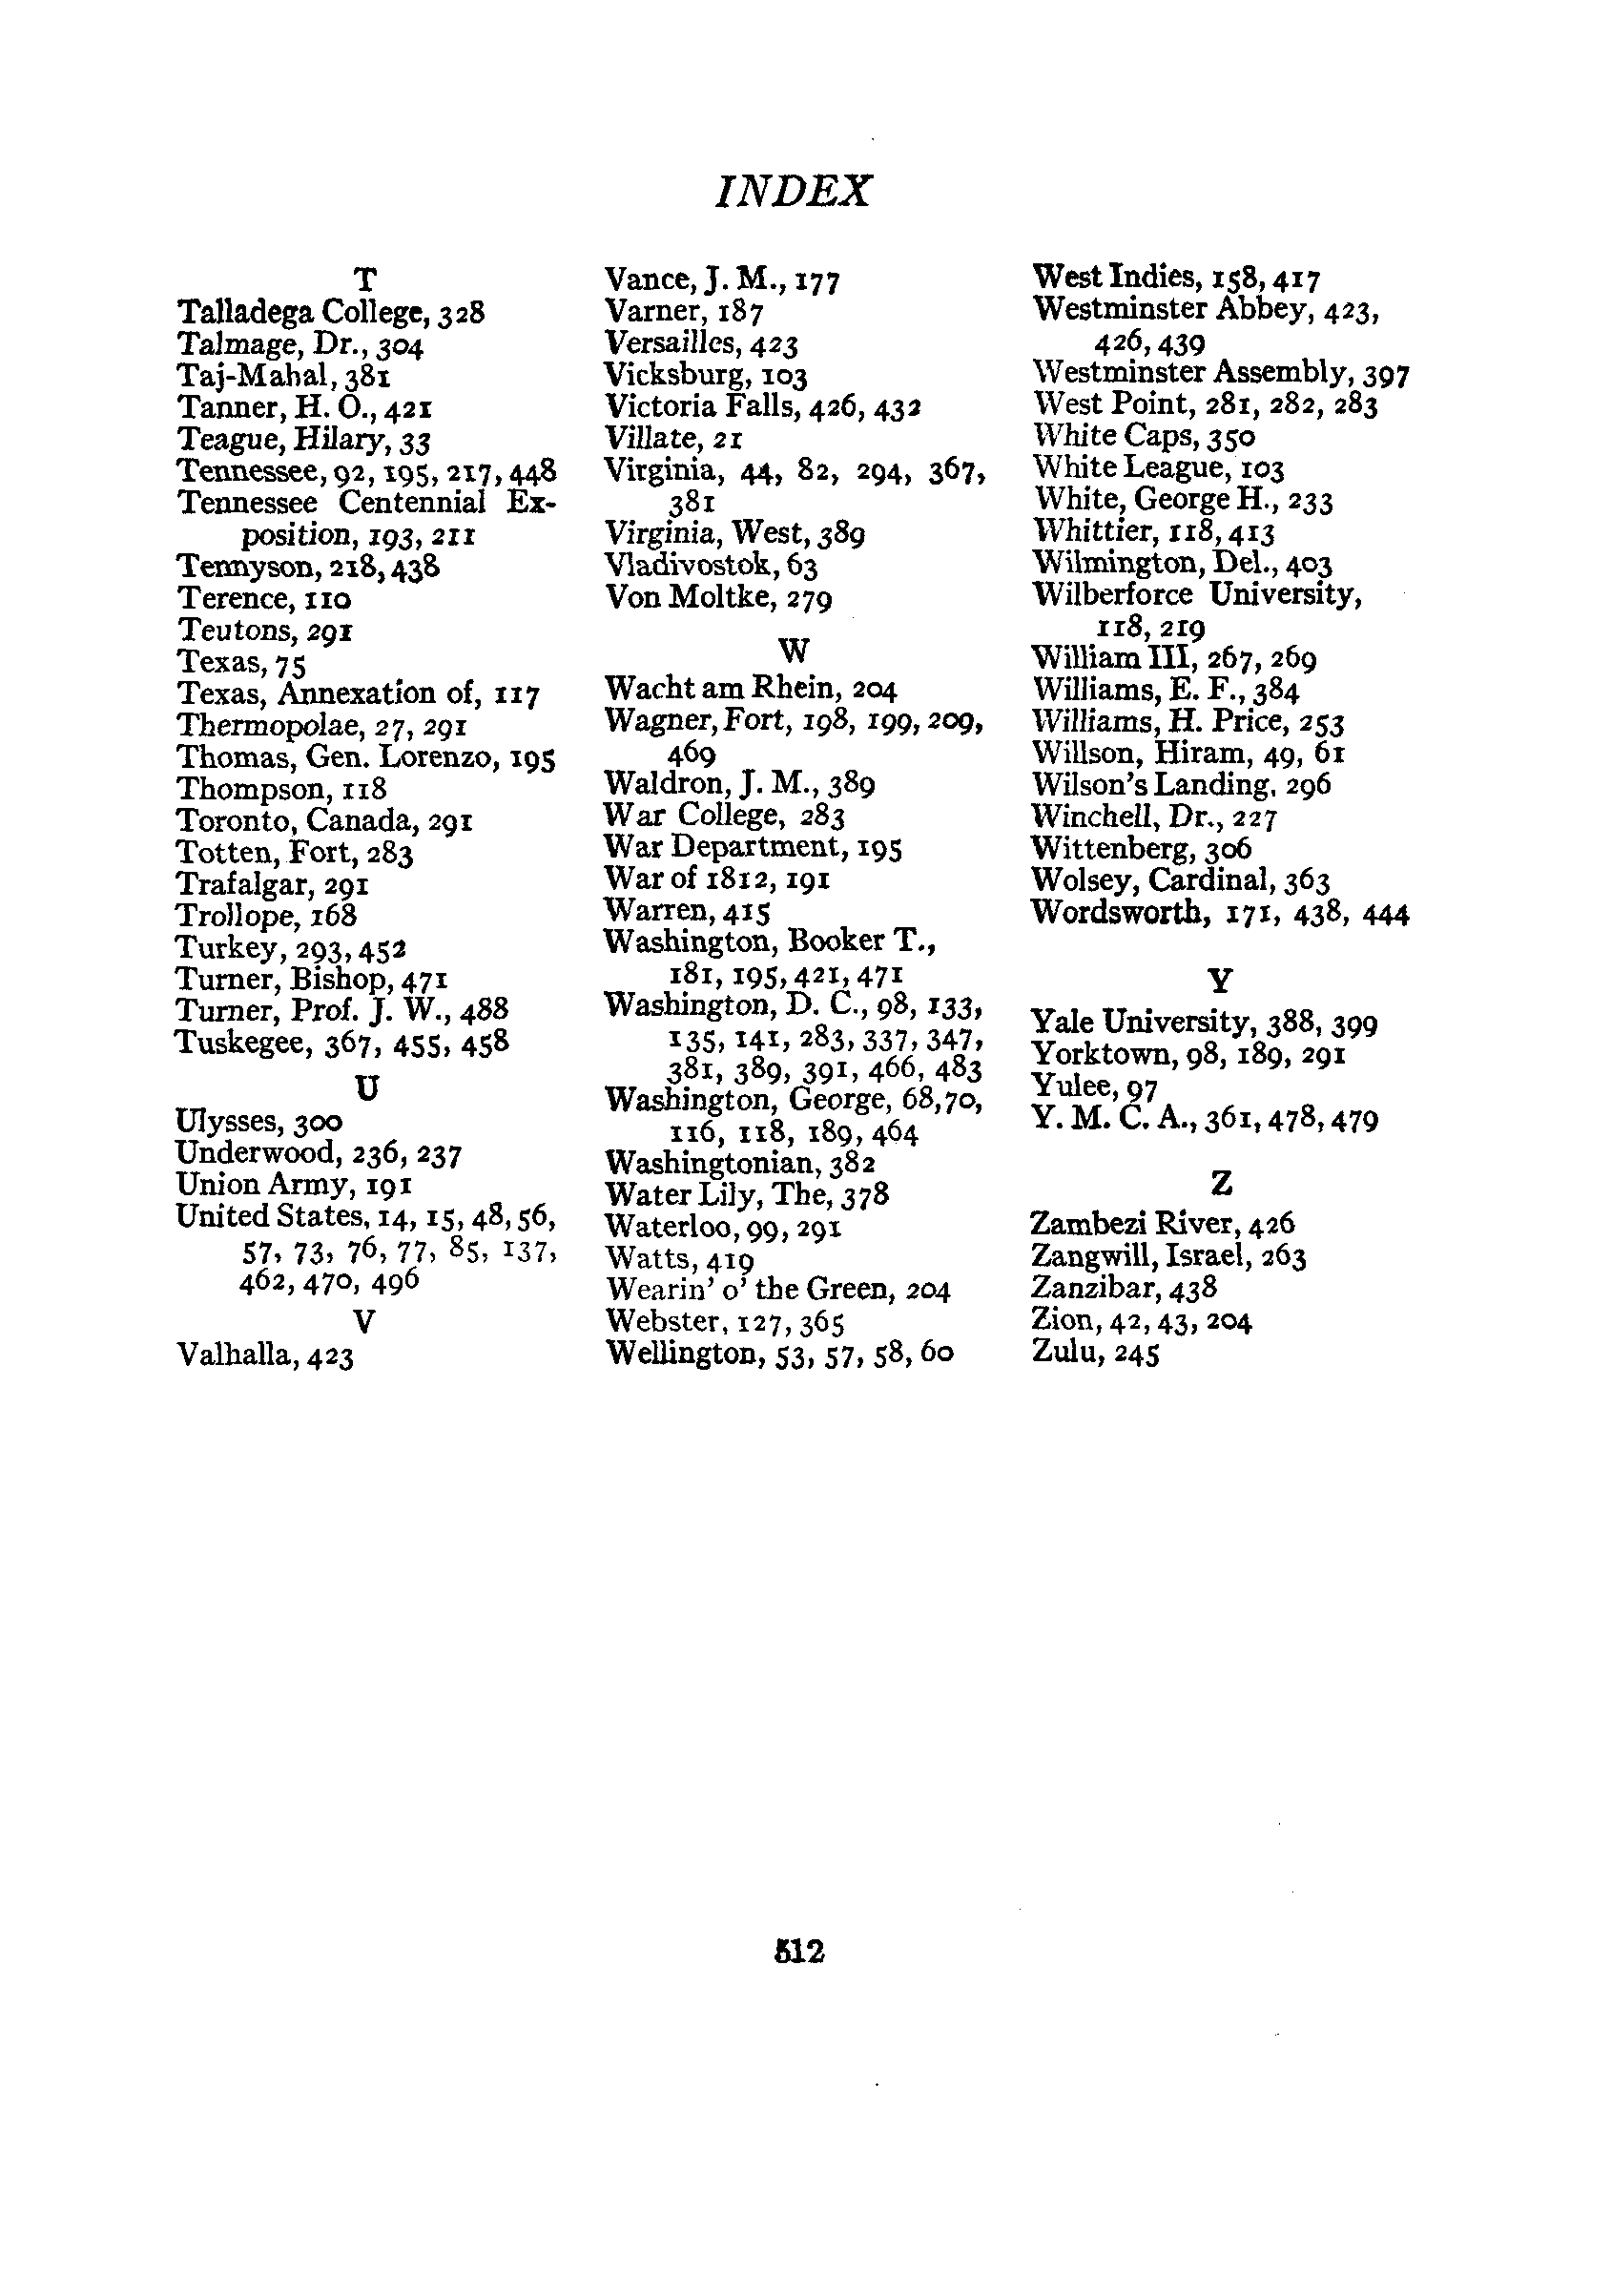 INDEX
T
Talladega College, 328
Talmage, Dr., 304
Taj-Mahal, 381
Tanner, H. O., 421
Teague, Hilary, 33
Tennessee, 92, 195, 217, 448
Tennessee Centennial Ex-
position, 193, 211
Tennyson, 218, 438
Terence, 110
Teutons, 291
Texas, 75
Texas, Annexation of, 117
Thermopolae, 27, 291
Thomas, Gen. Lorenzo, 195
Thompson, 118
Toronto, Canada, 291
Totten, Fort, 283
Trafalgar, 291
Trollope, 168
Turkey, 293, 452
Turner, Bishop, 471
Turner, Prof. J. W., 488
Tuskegee, 367, 455, 458
U
Ulysses, 300
Underwood, 236, 237
Union Army, 191
United States, 14, 15, 48, 56,
57, 73, 76, 77, 85, 137,
462, 470, 496
V
Valhalla, 423
Vance, J. M., 177
Varner, 187
Versailles, 423
Vicksburg, 103
Victoria Falls, 426, 432
Villate, 21
Virginia, 44, 82, 294, 367,
381
Virginia, West, 389
Vladivostok, 63
Von Moltke, 279
W
Wacht am Rhein, 204
Wagner, Fort, 198, 199, 209,
469
Waldron, J. M., 389
War College, 283
War Department, 195
War of 1812, 191
Warren, 415
Washington, Booker T.,
181, 195, 421, 471
Washington, D. C., 98, 133,
135, 141, 283, 337, 347,
381, 389, 391, 466, 483
Washington, George, 68, 70,
116, 118, 189, 464
Washingtonian, 382
Water Lily, The, 378
Waterloo, 99, 291
Watts, 419
Wearin' o' the Green, 204
Webster, 127, 365
Wellington, 53, 57, 58, 60
West Indies, 158, 417
Westminster Abbey, 423,
426, 439
Westminster Assembly, 397
West Point, 281, 282, 283
White Caps, 350
White League, 103
White, George H., 233
Whittier, 118, 413
Wilmington, Del., 403
Wilberforce University,
118, 219
William III, 267, 269
Williams, E. F., 384
Williams, H. Price, 253
Willson, Hiram, 49, 61
Wilson's Landing, 296
Winchell, Dr., 227
Wittenberg, 306
Wolsey, Cardinal, 363
Wordsworth, 171, 438, 444
Y
Yale University, 388, 399
Yorktown, 98, 189, 291
Yulee, 97
Y. M. C. A., 361, 478, 479
Z
Zambezi River, 426
Zangwill, Israel, 263
Zanzibar, 438
Zion, 42, 43, 204
Zulu, 245
512